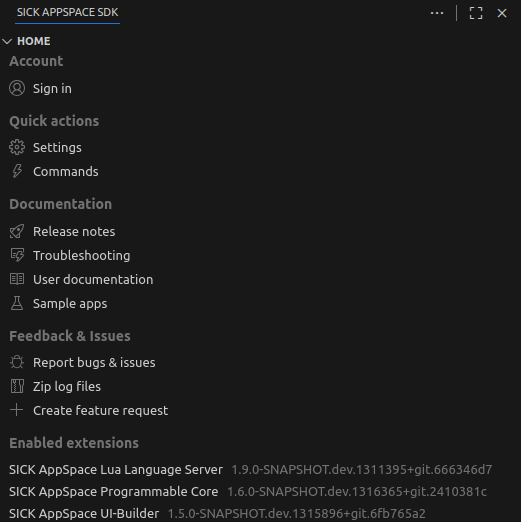 SICK APPSPACE SDK
HOME
Account
Sign in
Quick actions
Settings
Commands
Documentation
Release notes
Troubleshooting
User documentation
Sample apps
Feedback & Issues
Report bugs & issues
Zip log files
Create feature request
Enabled extensions
SICK AppSpace Lua Language Server 1.9.0-SNAPSHOT.dev.1311395+git.666346d7
SICK AppSpace Programmable Core 1.6.0-SNAPSHOT.dev.1316365+git.2410381c
SICK AppSpace UI-Builder 1.5.0-SNAPSHOT.dev.1315896+git.6fb765a2